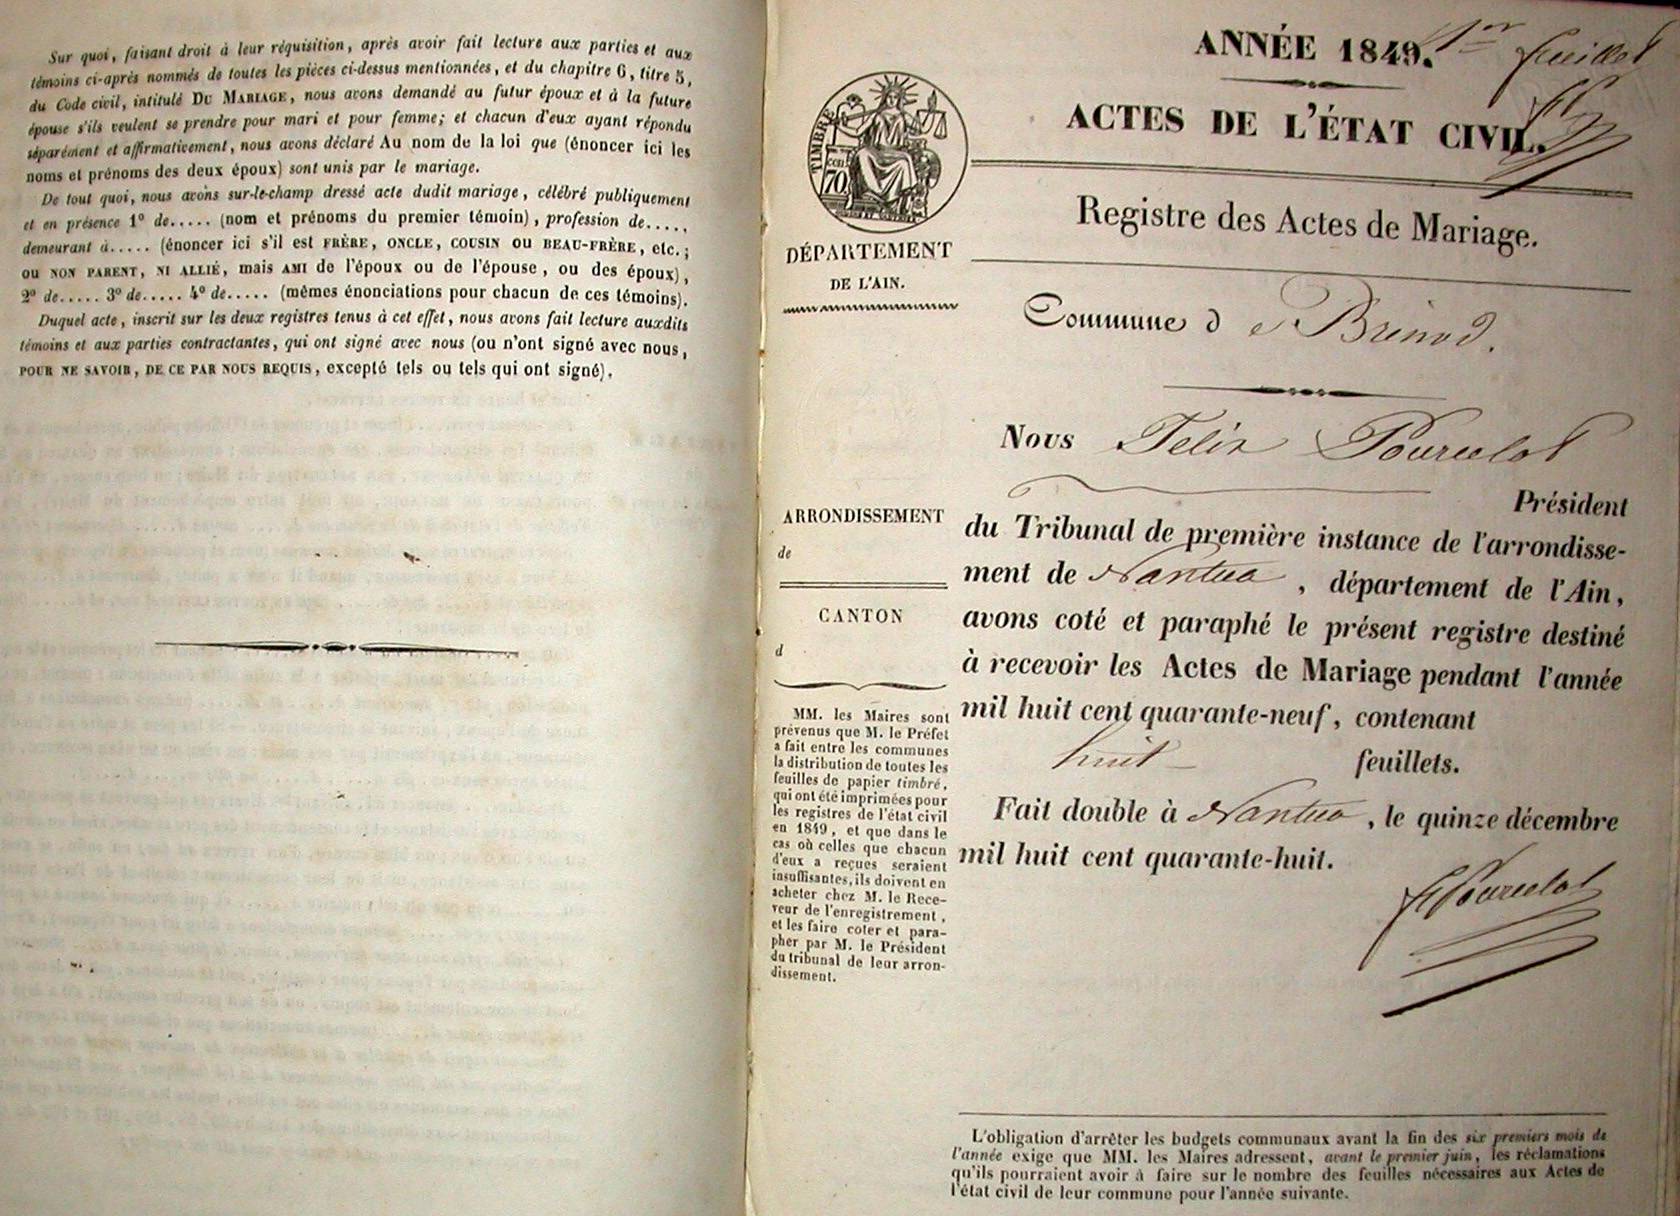 Sur quoi, faisant droit à leur réquisition, après avoir fait lecture aux parties et aux
témoins ci-après nommés de toutes les pièces ci-dessus mentionnées, et du chapitre 6, titre 5,
du Code civil, intitulé DU MARIAGE, nous avons demandé au futur époux et à la future
épouse s'ils veulent se prendre pour mari et pour femme; et chacun d'eux ayant répondu
séparément et affirmativement, nous avons déclaré Au nom de la loi que (énoncer ici les
noms et prénoms des deux époux) sont unis par le mariage.
De tout quoi, nous avons sur-le-champ dressé acte dudit mariage, célébré publiquement
et en présence 1° de..... (nom et prénoms du premier témoin), profession de.....,
demeurant à..... (énoncer ici s'il est FRÈRE, ONCLE, COUSIN OU BEAU-FRÈRE, etc.;
OU NON PARENT, NI ALLIÉ, mais AMI de l'époux ou de l'épouse, ou des époux),
2° de..... 3° de..... 4° de..... (mêmes énonciations pour chacun de ces témoins).
Duquel acte, inscrit sur les deux registres tenus à cet effet, nous avons fait lecture auxdits
témoins et aux parties contractantes, qui ont signé avec nous (ou n'ont signé avec nous,
POUR NE SAVOIR, DE CE PAR NOUS REQUIS, excepté tels ou tels qui ont signé).
ANNÉE 1849. 1er feuillet
ACTES DE L'ÉTAT CIVIL.
TIMBRE
70
DÉPARTEMENT
DE L'AIN.
Registre des Actes de Mariage.
Commune de Brénod.
Nous Félix Pourcelot
Président
du Tribunal de première instance de l'arrondisse-
ment de Nantua, département de l'Ain,
avons coté et paraphé le présent registre destiné
à recevoir les Actes de Mariage pendant l'année
mil huit cent quarante-neuf, contenant
huit feuillets.
Fait double à Nantua, le quinze décembre
mil huit cent quarante-huit.
F Pourcelot
ARRONDISSEMENT
de
CANTON
d
MM. les Maires sont
prévenus que M. le Préfet
a fait entre les communes
la distribution de toutes les
feuilles de papier timbré,
qui ont été imprimées pour
les registres de l'état civil
en 1849, et que dans le
cas où celles que chacun
d'eux a reçues seraient
insuffisantes, ils doivent en
acheter chez M. le Rece-
veur de l'enregistrement,
et les faire coter et para-
pher par M. le Président
du tribunal de leur arron-
dissement.
L'obligation d'arrêter les budgets communaux avant la fin des six premiers mois de
l'année exige que MM. les Maires adressent, avant le premier juin, les réclamations
qu'ils pourraient avoir à faire sur le nombre des feuilles nécessaires aux Actes de
l'état civil de leur commune pour l'année suivante.